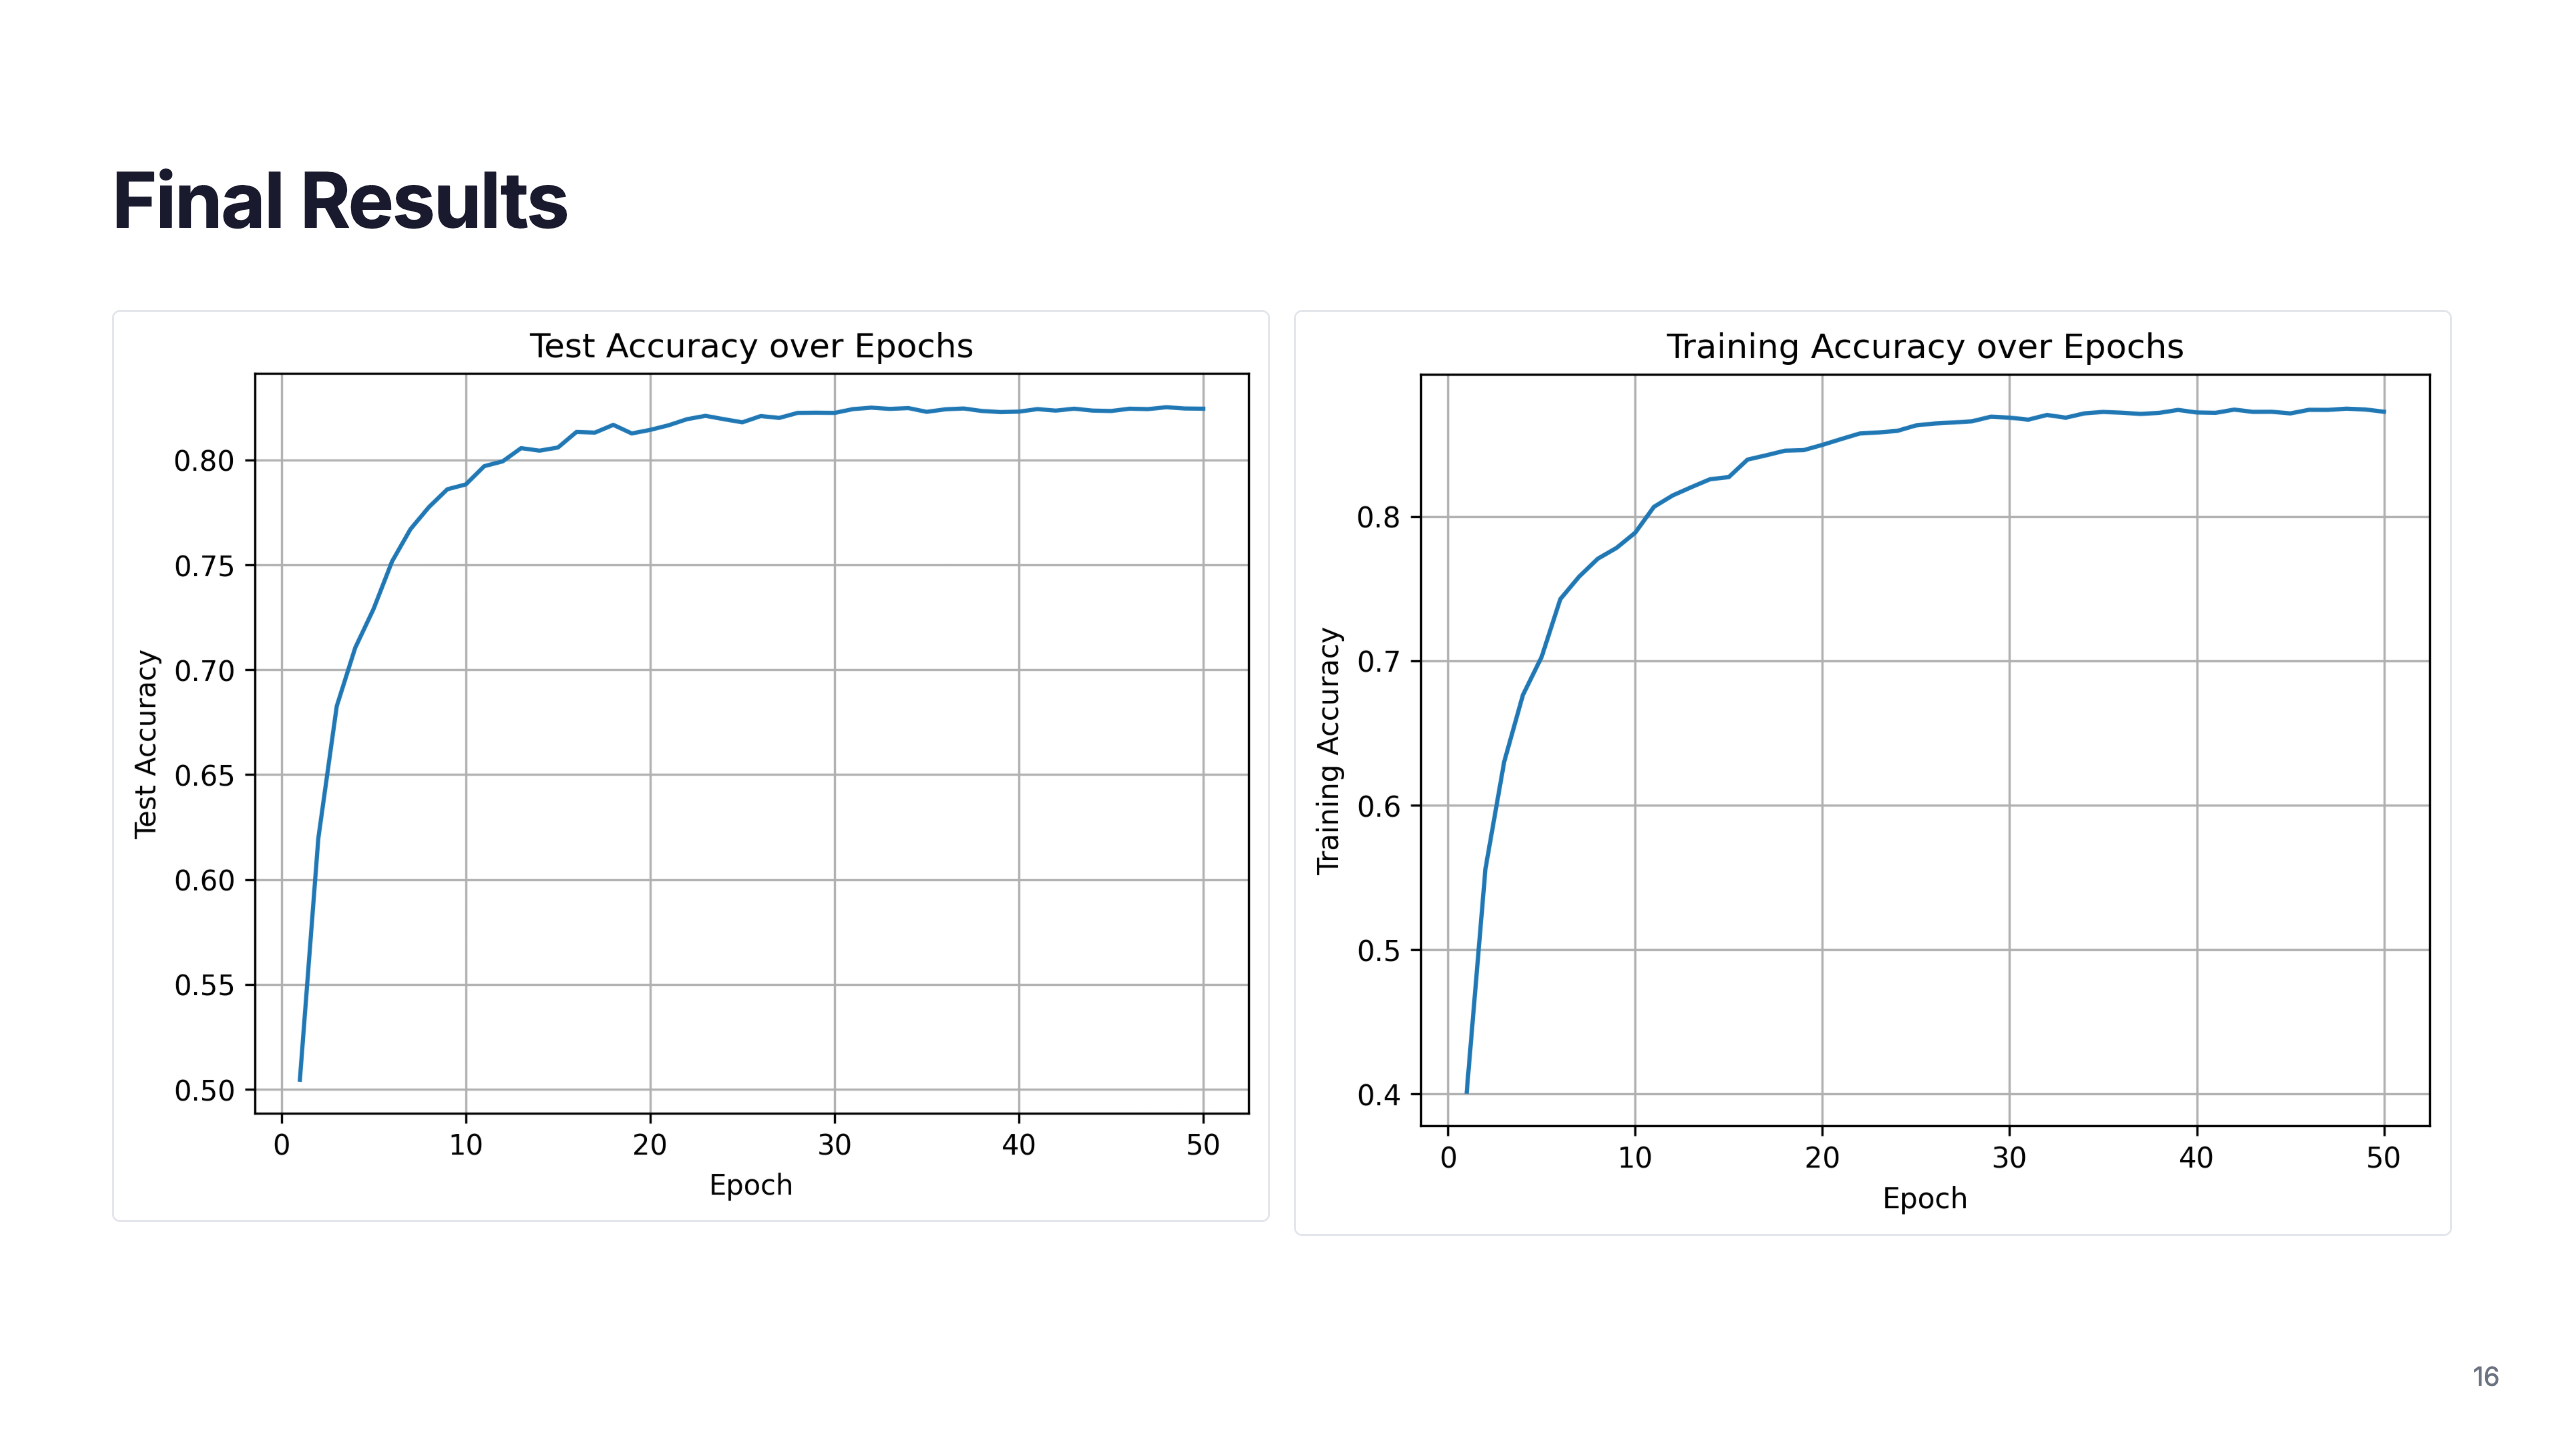 Final Results
Test Accuracy over Epochs
Test Accuracy
0.80
0.75
0.70
0.65
0.60
0.55
0.50
0 10 20 30 40 50
Epoch
Training Accuracy over Epochs
Training Accuracy
0.8
0.7
0.6
0.5
0.4
0 10 20 30 40 50
Epoch
16